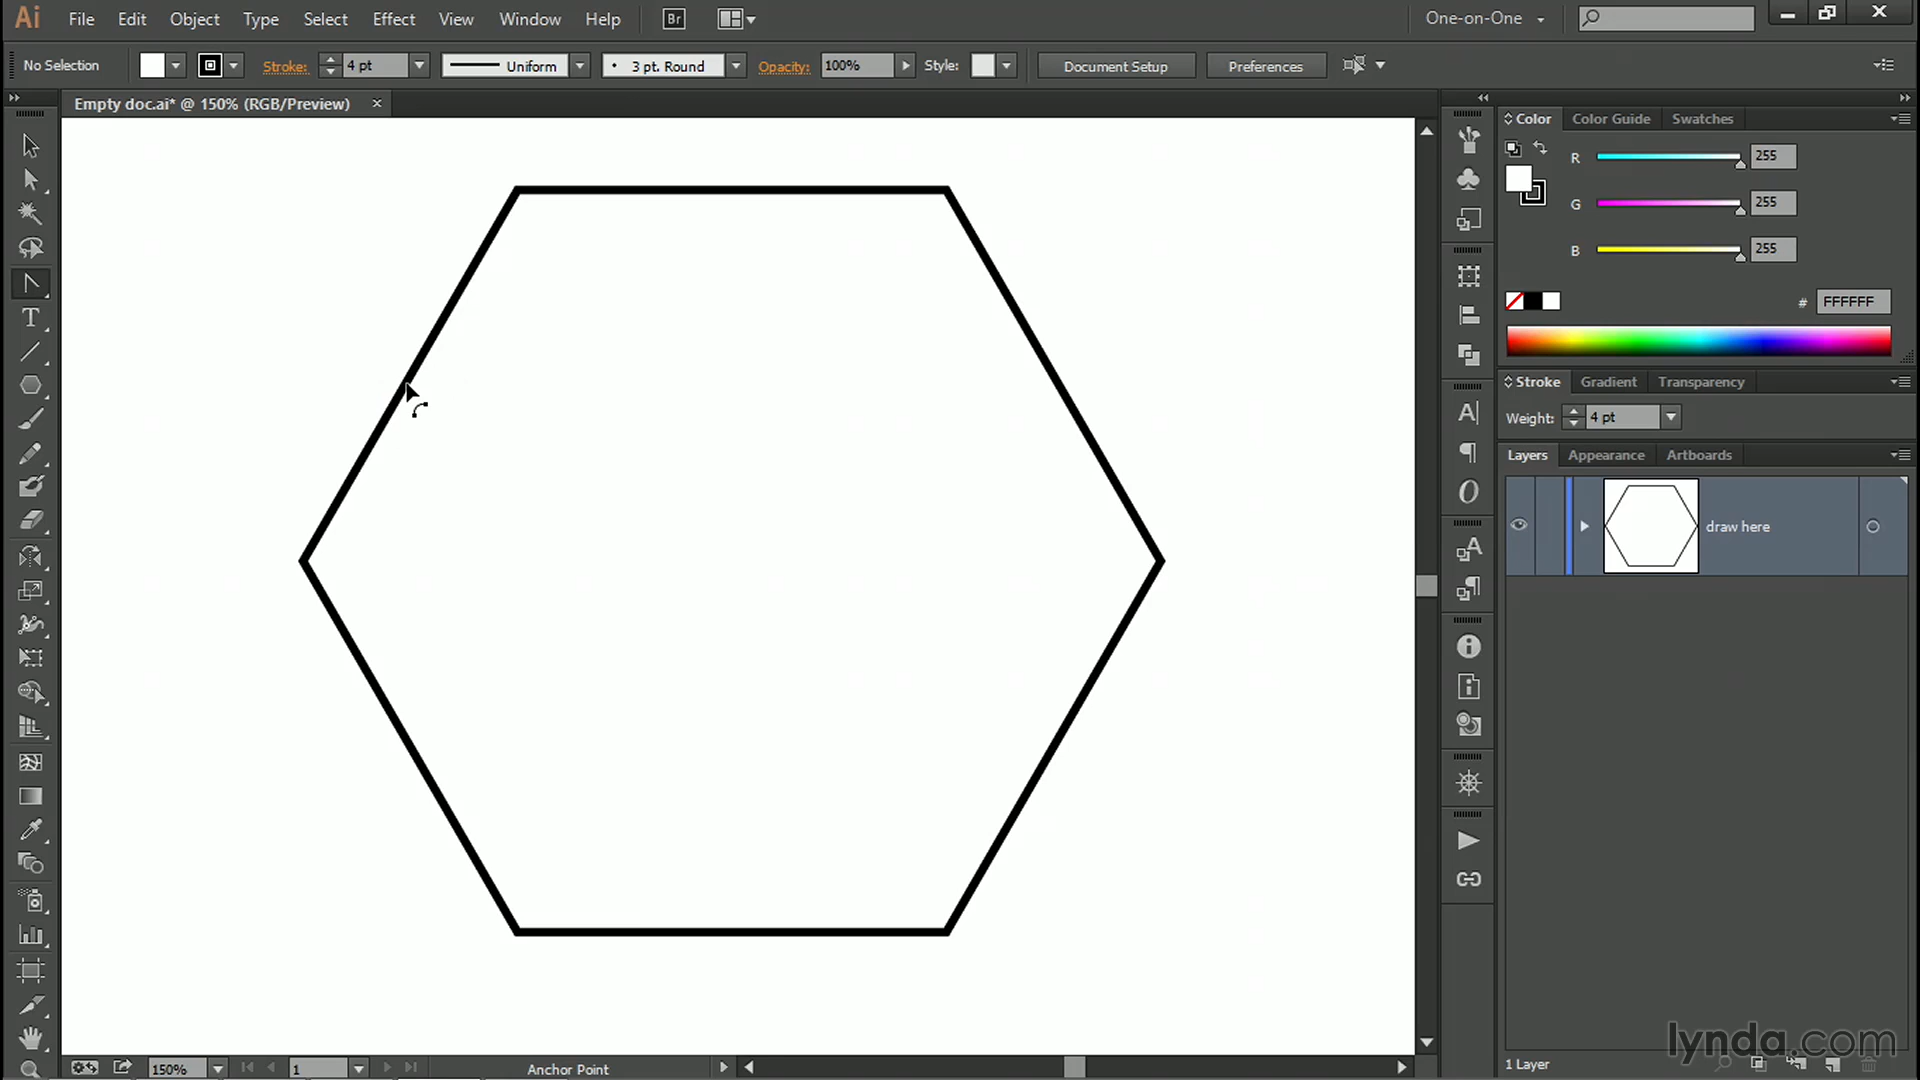 Ai File Edit Object Type Select Effect View Window Help Br One-on-One
No Selection Stroke: 4 pt Uniform 3 pt. Round Opacity: 100% Style: Document Setup Preferences
Empty doc.ai* @ 150% (RGB/Preview) ×
Color Color Guide Swatches
R 255
G 255
B 255
# FFFFFF
Stroke Gradient Transparency
Weight: 4 pt
Layers Appearance Artboards
draw here
lynda.com
150% 1 Anchor Point 1 Layer